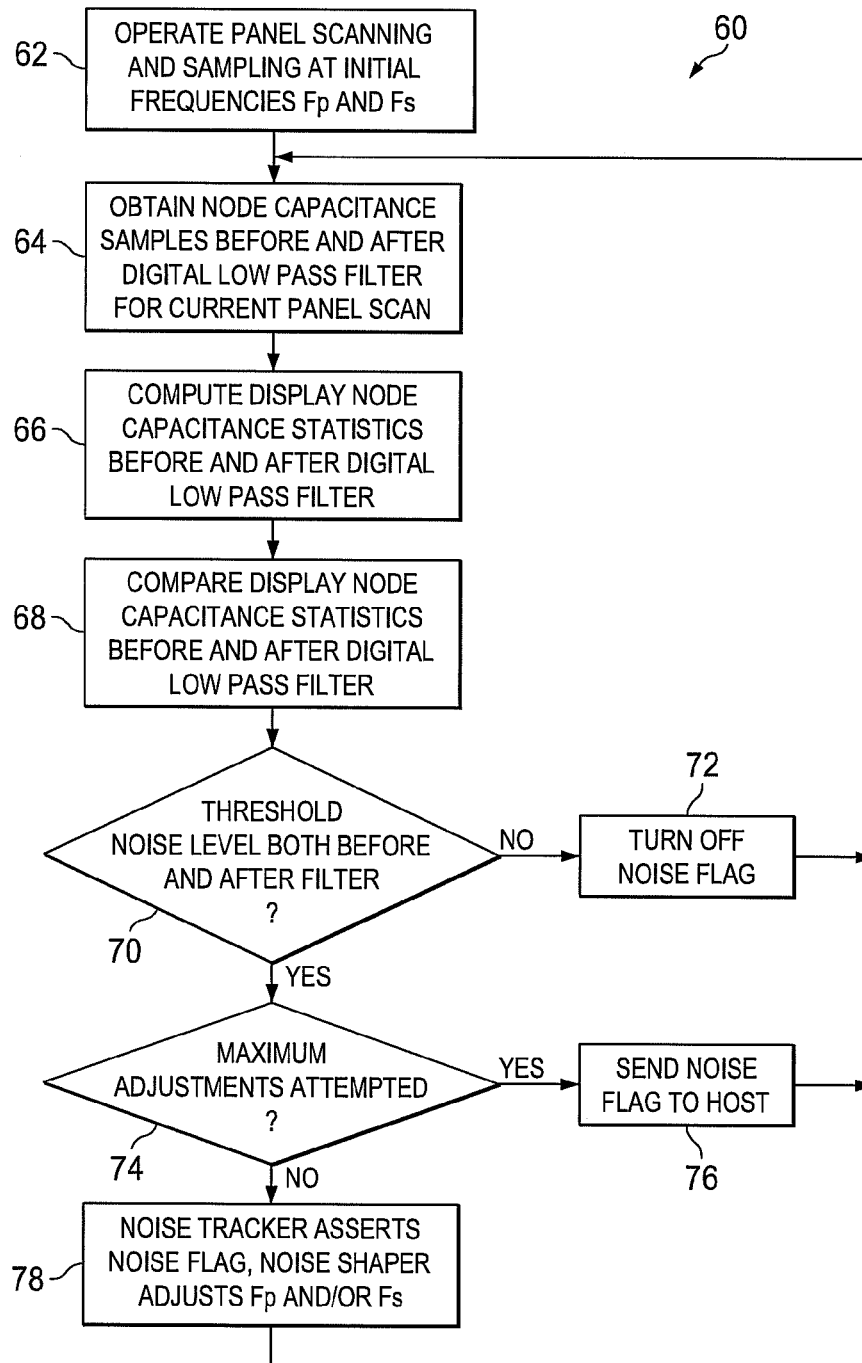 60
62
OPERATE PANEL SCANNING
AND SAMPLING AT INITIAL
FREQUENCIES Fp AND Fs
64
OBTAIN NODE CAPACITANCE
SAMPLES BEFORE AND AFTER
DIGITAL LOW PASS FILTER
FOR CURRENT PANEL SCAN
66
COMPUTE DISPLAY NODE
CAPACITANCE STATISTICS
BEFORE AND AFTER DIGITAL
LOW PASS FILTER
68
COMPARE DISPLAY NODE
CAPACITANCE STATISTICS
BEFORE AND AFTER DIGITAL
LOW PASS FILTER
THRESHOLD
NOISE LEVEL BOTH BEFORE
AND AFTER FILTER
?
70
NO
72
TURN OFF
NOISE FLAG
YES
MAXIMUM
ADJUSTMENTS ATTEMPTED
?
74
YES
SEND NOISE
FLAG TO HOST
76
NO
78
NOISE TRACKER ASSERTS
NOISE FLAG, NOISE SHAPER
ADJUSTS Fp AND/OR Fs